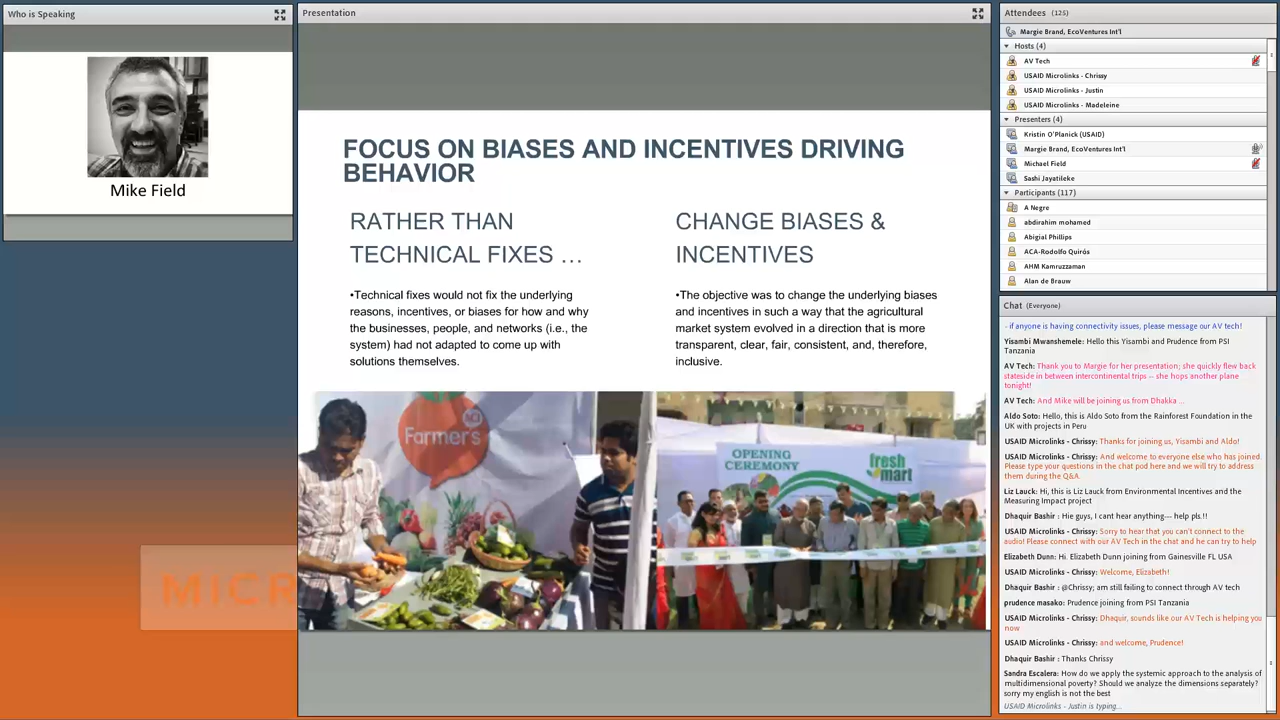 Who is Speaking
Mike Field
MICR
Presentation
FOCUS ON BIASES AND INCENTIVES DRIVING
BEHAVIOR
RATHER THAN
TECHNICAL FIXES …
•Technical fixes would not fix the underlying
reasons, incentives, or biases for how and why
the businesses, people, and networks (i.e., the
system) had not adapted to come up with
solutions themselves.
CHANGE BIASES &
INCENTIVES
•The objective was to change the underlying biases
and incentives in such a way that the agricultural
market system evolved in a direction that is more
transparent, clear, fair, consistent, and, therefore,
inclusive.
Farmer's
OPENING
CEREMONY
fresh
mart
Attendees (125)
Margie Brand, EcoVentures Int'l
Hosts (4)
AV Tech
USAID Microlinks - Chrissy
USAID Microlinks - Justin
USAID Microlinks - Madeleine
Presenters (4)
Kristin O'Planick (USAID)
Margie Brand, EcoVentures Int'l
Michael Field
Sashi Jayatileke
Participants (117)
A Negre
abdirahim mohamed
Abigial Phillips
ACA-Rodolfo Quirós
AHM Kamruzzaman
Alan de Brauw
Chat (Everyone)
- if anyone is having connectivity issues, please message our AV tech!
Yisambi Mwanshemele: Hello this Yisambi and Prudence from PSI
Tanzania
AV Tech: Thank you to Margie for her presentation; she quickly flew back
stateside in between intercontinental trips -- she hops another plane
tonight!
AV Tech: And Mike will be joining us from Dhakka ...
Aldo Soto: Hello, this is Aldo Soto from the Rainforest Foundation in the
UK with projects in Peru
USAID Microlinks - Chrissy: Thanks for joining us, Yisambi and Aldo!
USAID Microlinks - Chrissy: And welcome to everyone else who has joined.
Please type your questions in the chat pod here and we will try to address
them during the Q&A.
Liz Lauck: Hi, this is Liz Lauck from Environmental Incentives and the
Measuring Impact project
Dhaquir Bashir : Hie guys, I cant hear anything--- help pls.!!
USAID Microlinks - Chrissy: Sorry to hear that you can't connect to the
audio! Please connect with our AV Tech in the chat and he can try to help
Elizabeth Dunn: Hi. Elizabeth Dunn joining from Gainesville FL USA
USAID Microlinks - Chrissy: Welcome, Elizabeth!
Dhaquir Bashir : @Chrissy; am still failing to connect through AV tech
prudence masako: Prudence joining from PSI Tanzania
USAID Microlinks - Chrissy: Dhaquir, sounds like our AV Tech is helping you
now
USAID Microlinks - Chrissy: and welcome, Prudence!
Dhaquir Bashir : Thanks Chrissy
Sandra Escalera: How do we apply the systemic approach to the analysis of
multidimensional poverty? Should we analyze the dimensions separately?
sorry my english is not the best
USAID Microlinks - Justin is typing...